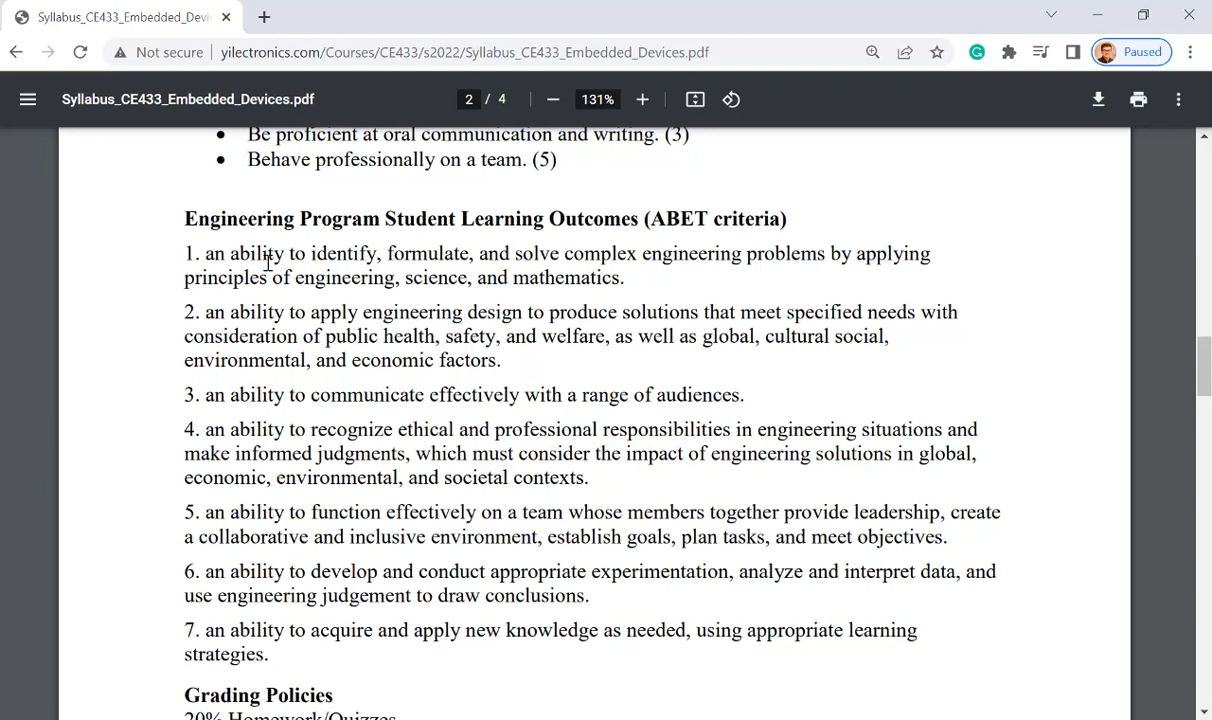 Syllabus_CE433_Embedded_Devi
Not secure
yilectronics.com/Courses/CE433/s2022/Syllabus_CE433_Embedded_Devices.pdf
Paused
Syllabus_CE433_Embedded_Devices.pdf
2 / 4
131%
• Be proficient at oral communication and writing. (3)
• Behave professionally on a team. (5)
Engineering Program Student Learning Outcomes (ABET criteria)
1. an ability to identify, formulate, and solve complex engineering problems by applying
principles of engineering, science, and mathematics.
2. an ability to apply engineering design to produce solutions that meet specified needs with
consideration of public health, safety, and welfare, as well as global, cultural social,
environmental, and economic factors.
3. an ability to communicate effectively with a range of audiences.
4. an ability to recognize ethical and professional responsibilities in engineering situations and
make informed judgments, which must consider the impact of engineering solutions in global,
economic, environmental, and societal contexts.
5. an ability to function effectively on a team whose members together provide leadership, create
a collaborative and inclusive environment, establish goals, plan tasks, and meet objectives.
6. an ability to develop and conduct appropriate experimentation, analyze and interpret data, and
use engineering judgement to draw conclusions.
7. an ability to acquire and apply new knowledge as needed, using appropriate learning
strategies.
Grading Policies
20% Homework/Quizzes